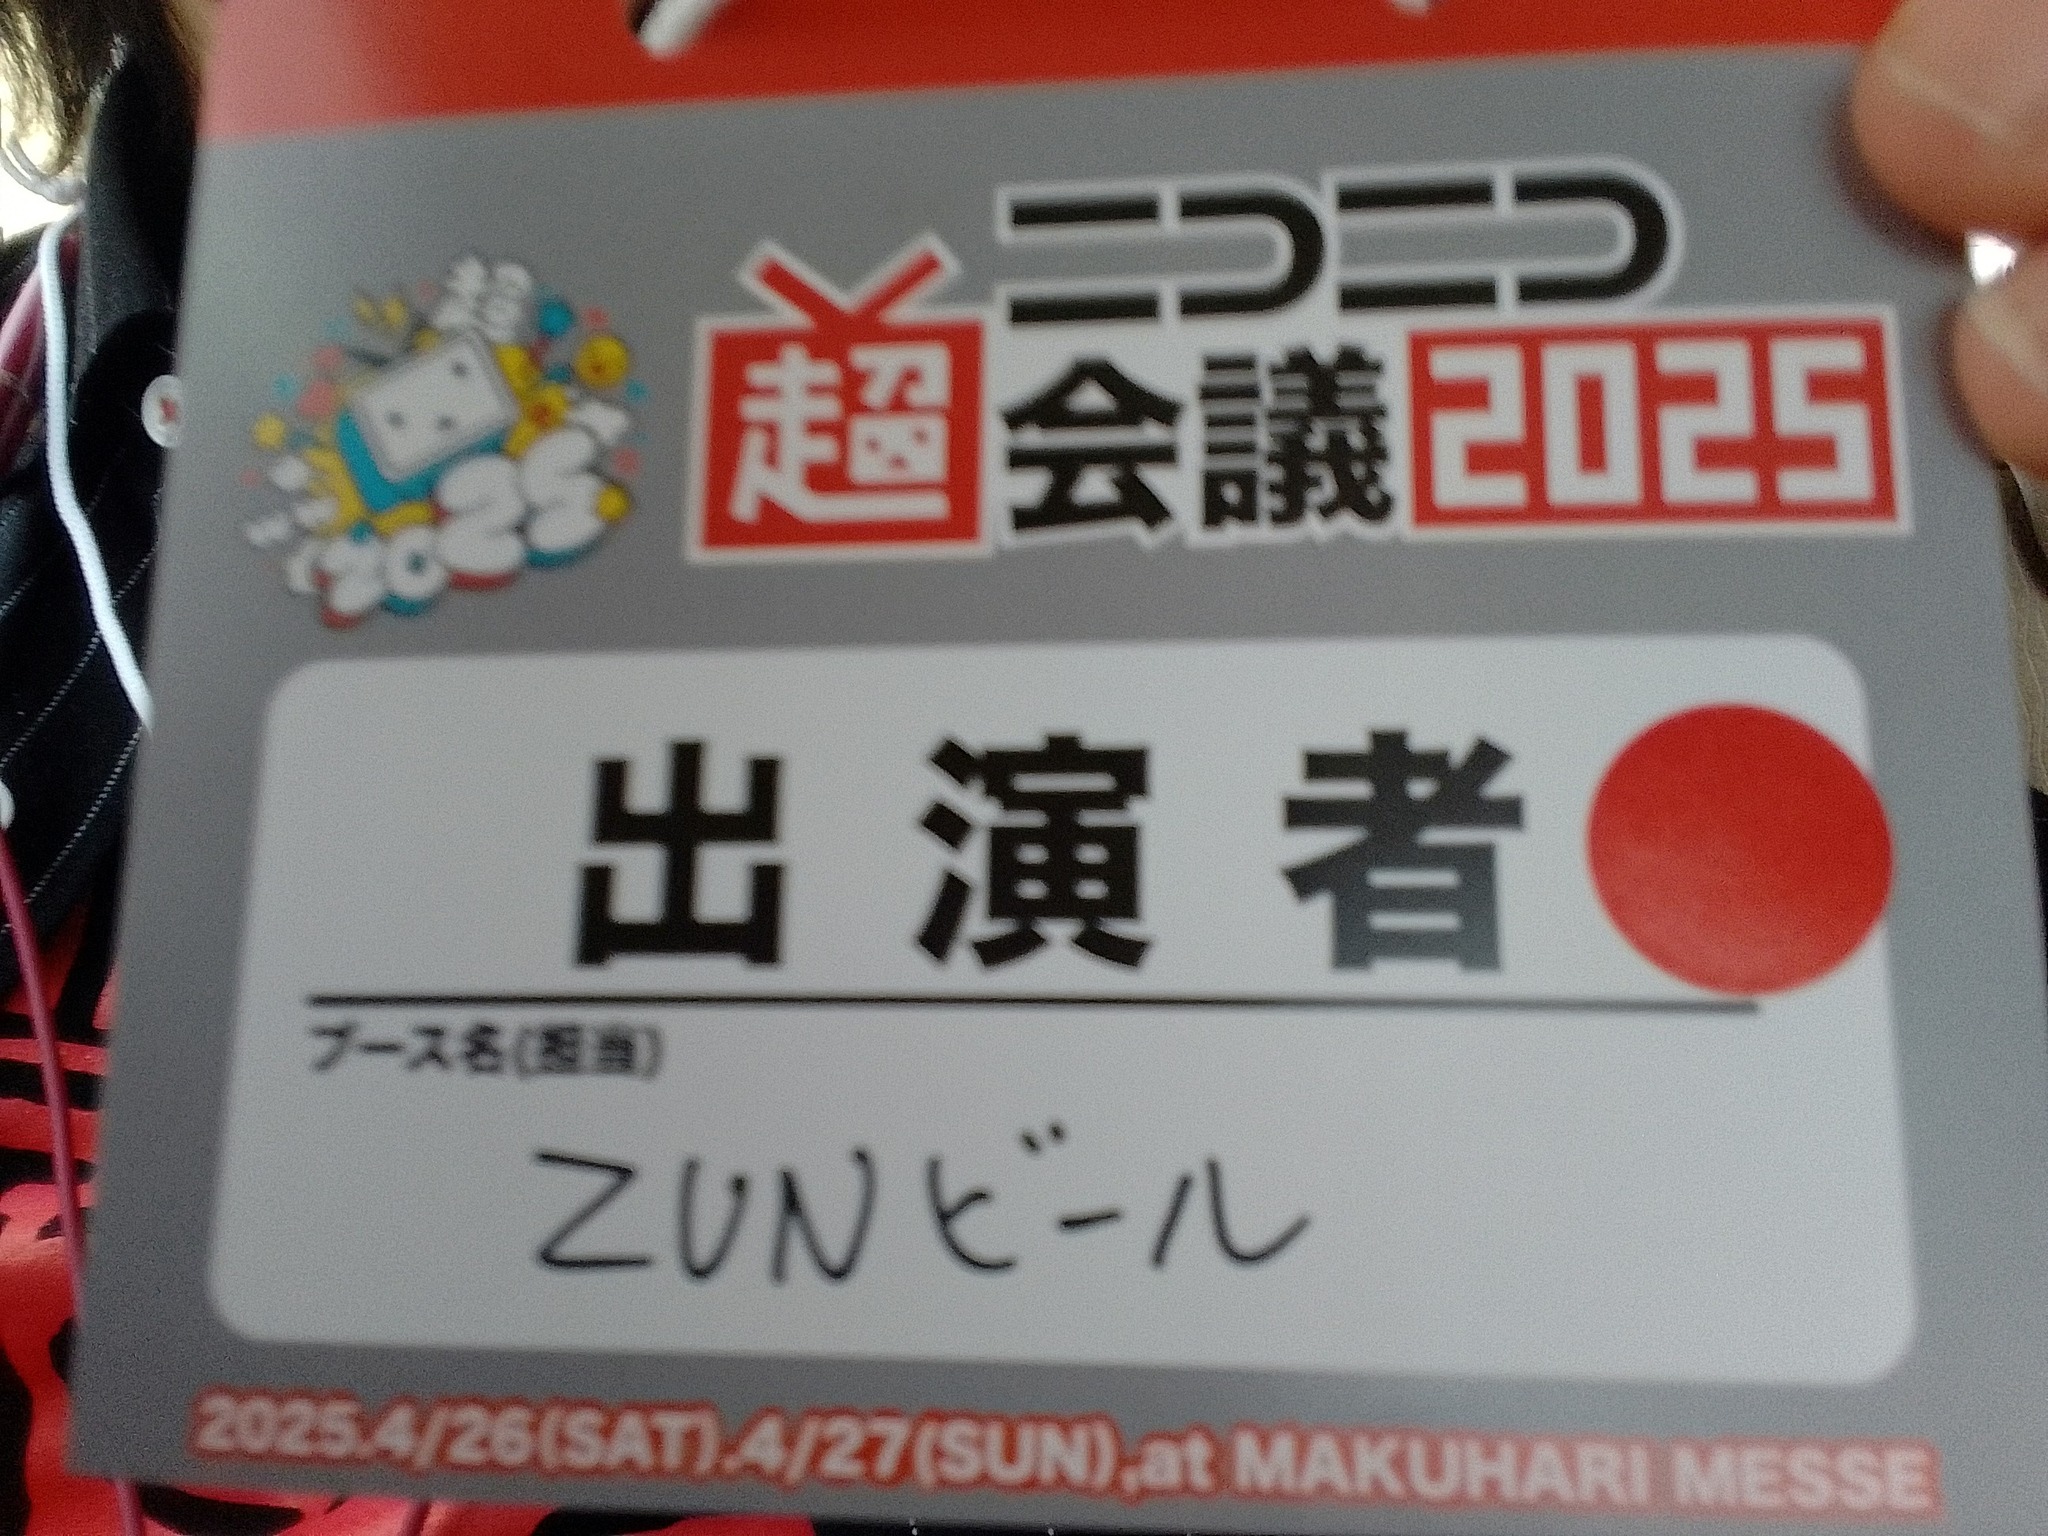 ニコニコ
超会議2025
2025
出演者
ブース名(担当)
ZUNビール
2025.4/26(SAT).4/27(SUN),at MAKUHARI MESSE